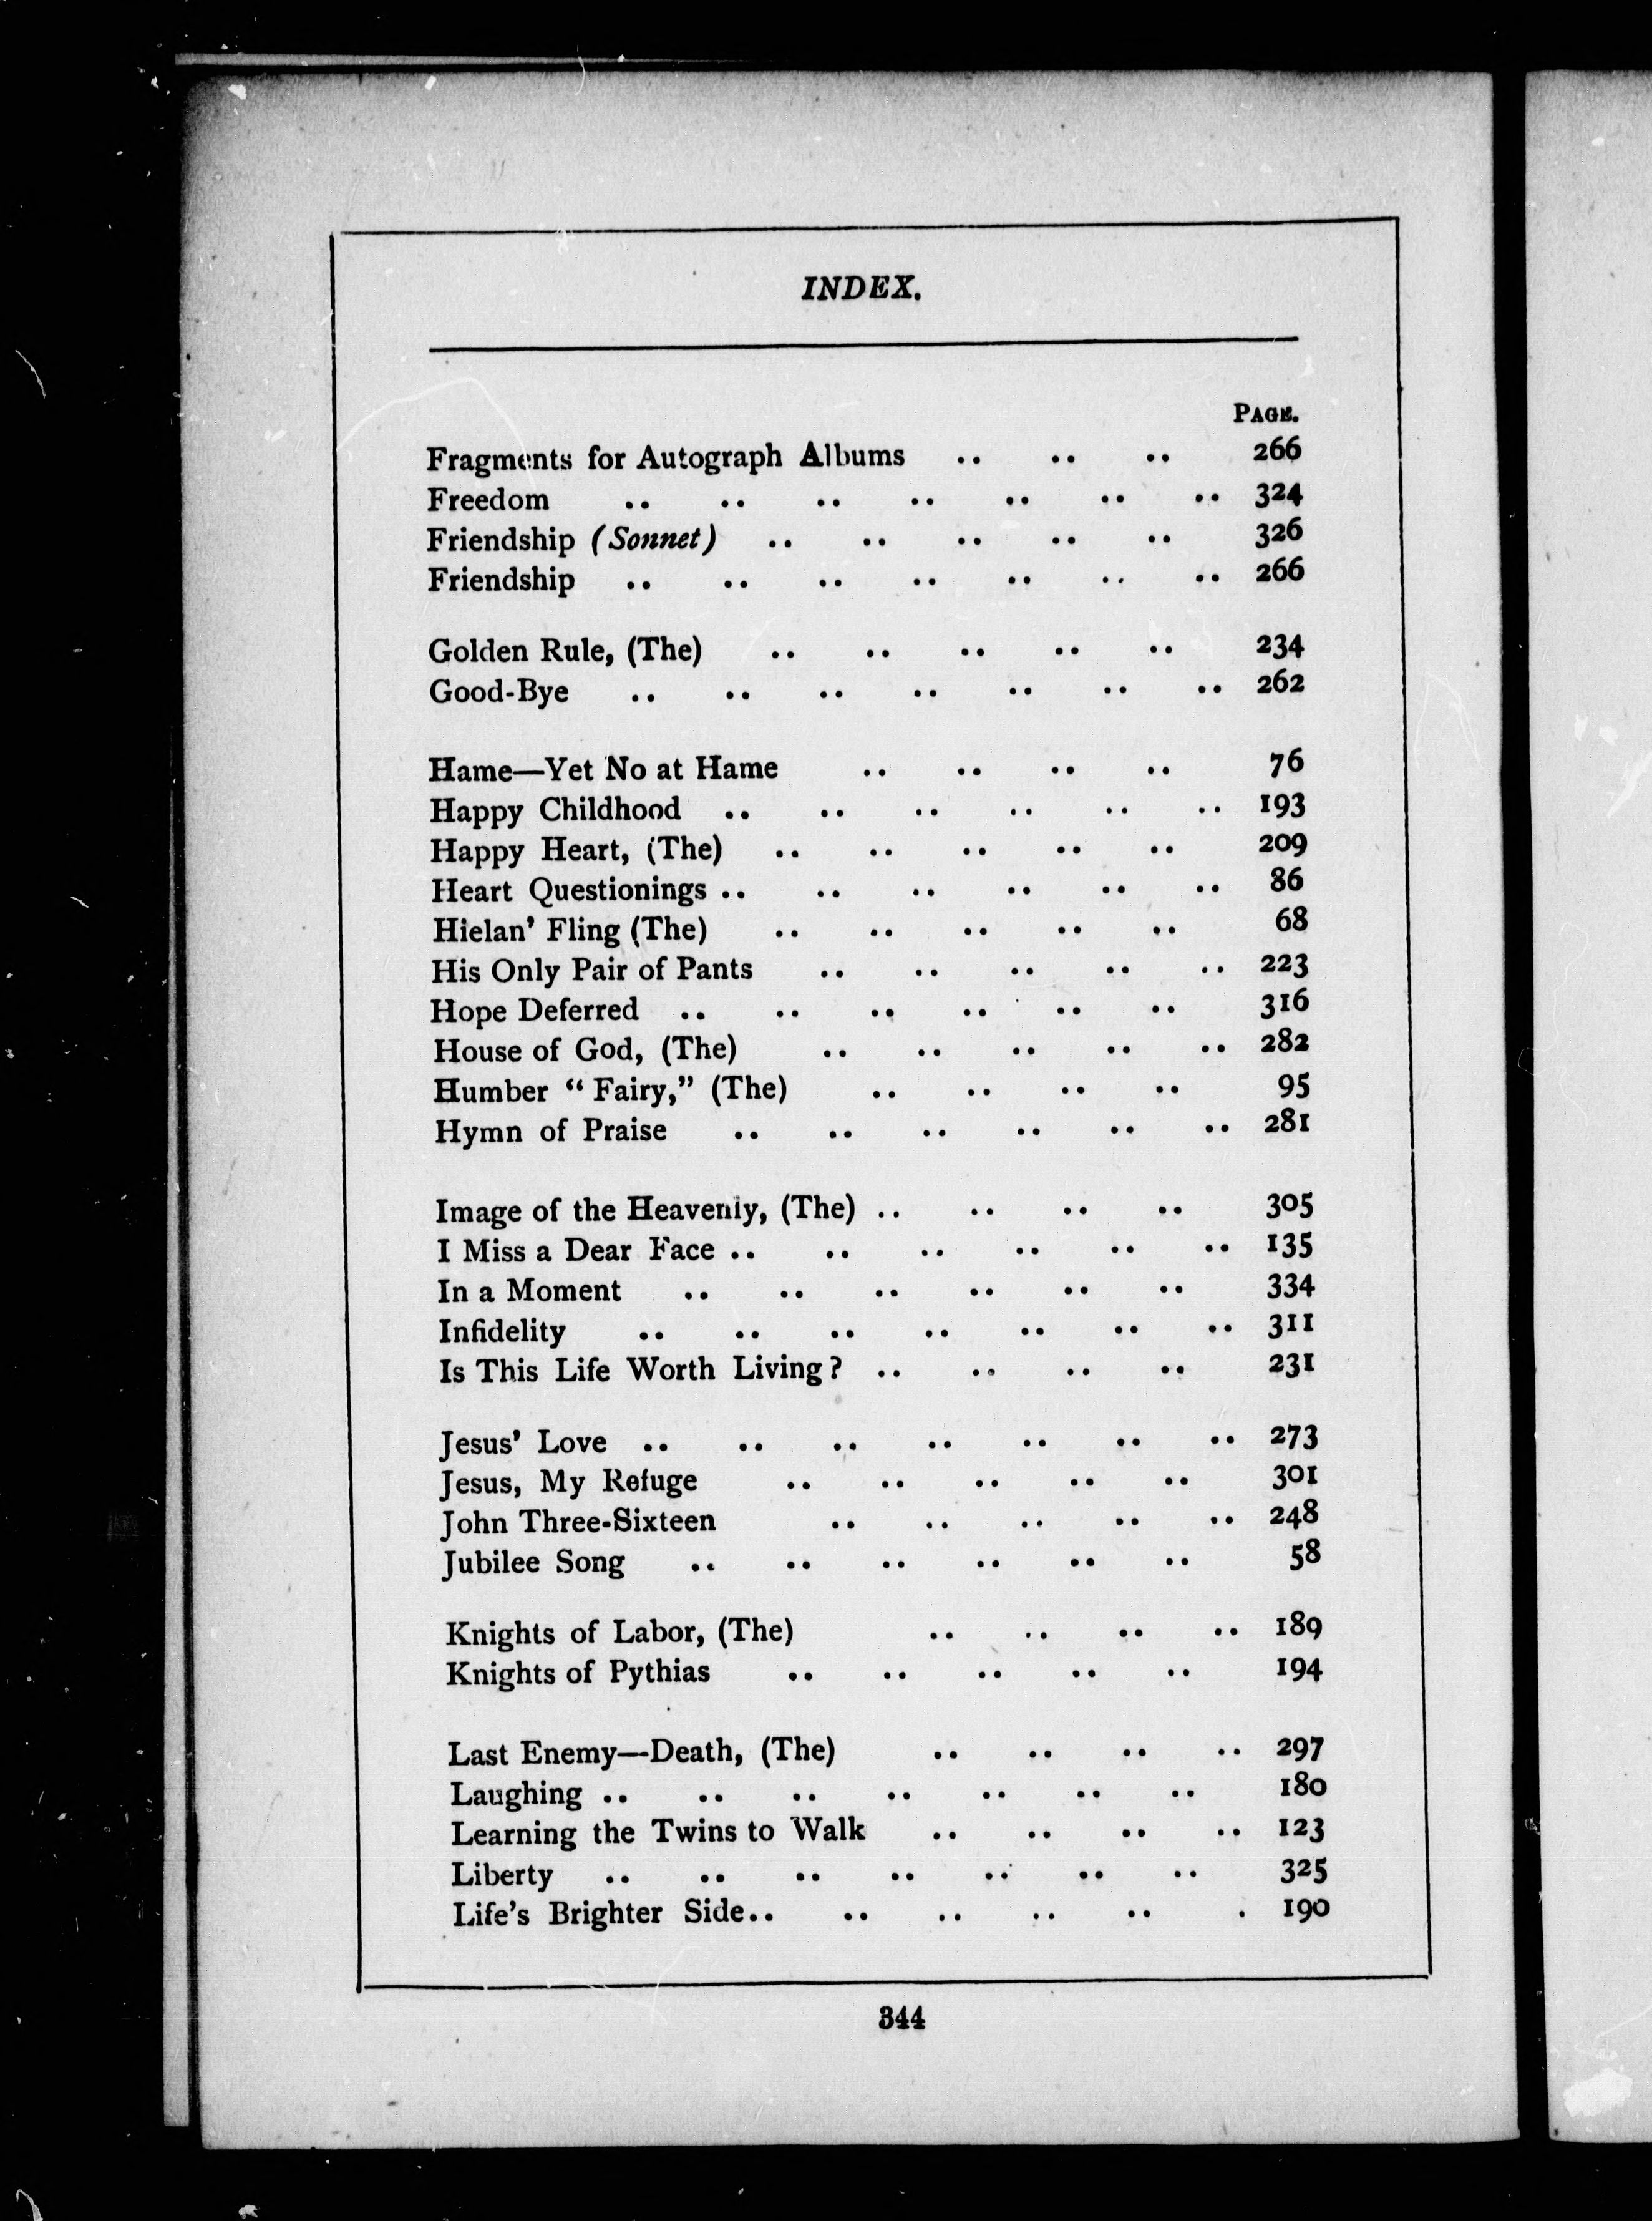 INDEX.
PAGE.
Fragments for Autograph Albums .. .. .. 266
Freedom .. .. .. .. .. .. .. 324
Friendship (Sonnet) .. .. .. .. .. 326
Friendship .. .. .. .. .. .. .. 266
Golden Rule, (The) .. .. .. .. .. 234
Good-Bye .. .. .. .. .. .. .. 262
Hame—Yet No at Hame .. .. .. .. 76
Happy Childhood .. .. .. .. .. .. 193
Happy Heart, (The) .. .. .. .. .. 209
Heart Questionings .. .. .. .. .. .. 86
Hielan' Fling (The) .. .. .. .. .. 68
His Only Pair of Pants .. .. .. .. .. 223
Hope Deferred .. .. .. .. .. .. 316
House of God, (The) .. .. .. .. .. 282
Humber "Fairy," (The) .. .. .. .. 95
Hymn of Praise .. .. .. .. .. .. 281
Image of the Heavenly, (The) .. .. .. .. 305
I Miss a Dear Face .. .. .. .. .. .. 135
In a Moment .. .. .. .. .. .. 334
Infidelity .. .. .. .. .. .. .. 311
Is This Life Worth Living? .. .. .. .. 231
Jesus' Love .. .. .. .. .. .. .. 273
Jesus, My Refuge .. .. .. .. .. 301
John Three-Sixteen .. .. .. .. .. 248
Jubilee Song .. .. .. .. .. .. 58
Knights of Labor, (The) .. .. .. .. 189
Knights of Pythias .. .. .. .. .. 194
Last Enemy—Death, (The) .. .. .. .. 297
Laughing .. .. .. .. .. .. .. 180
Learning the Twins to Walk .. .. .. .. 123
Liberty .. .. .. .. .. .. .. 325
Life's Brighter Side.. .. .. .. .. . 190
344